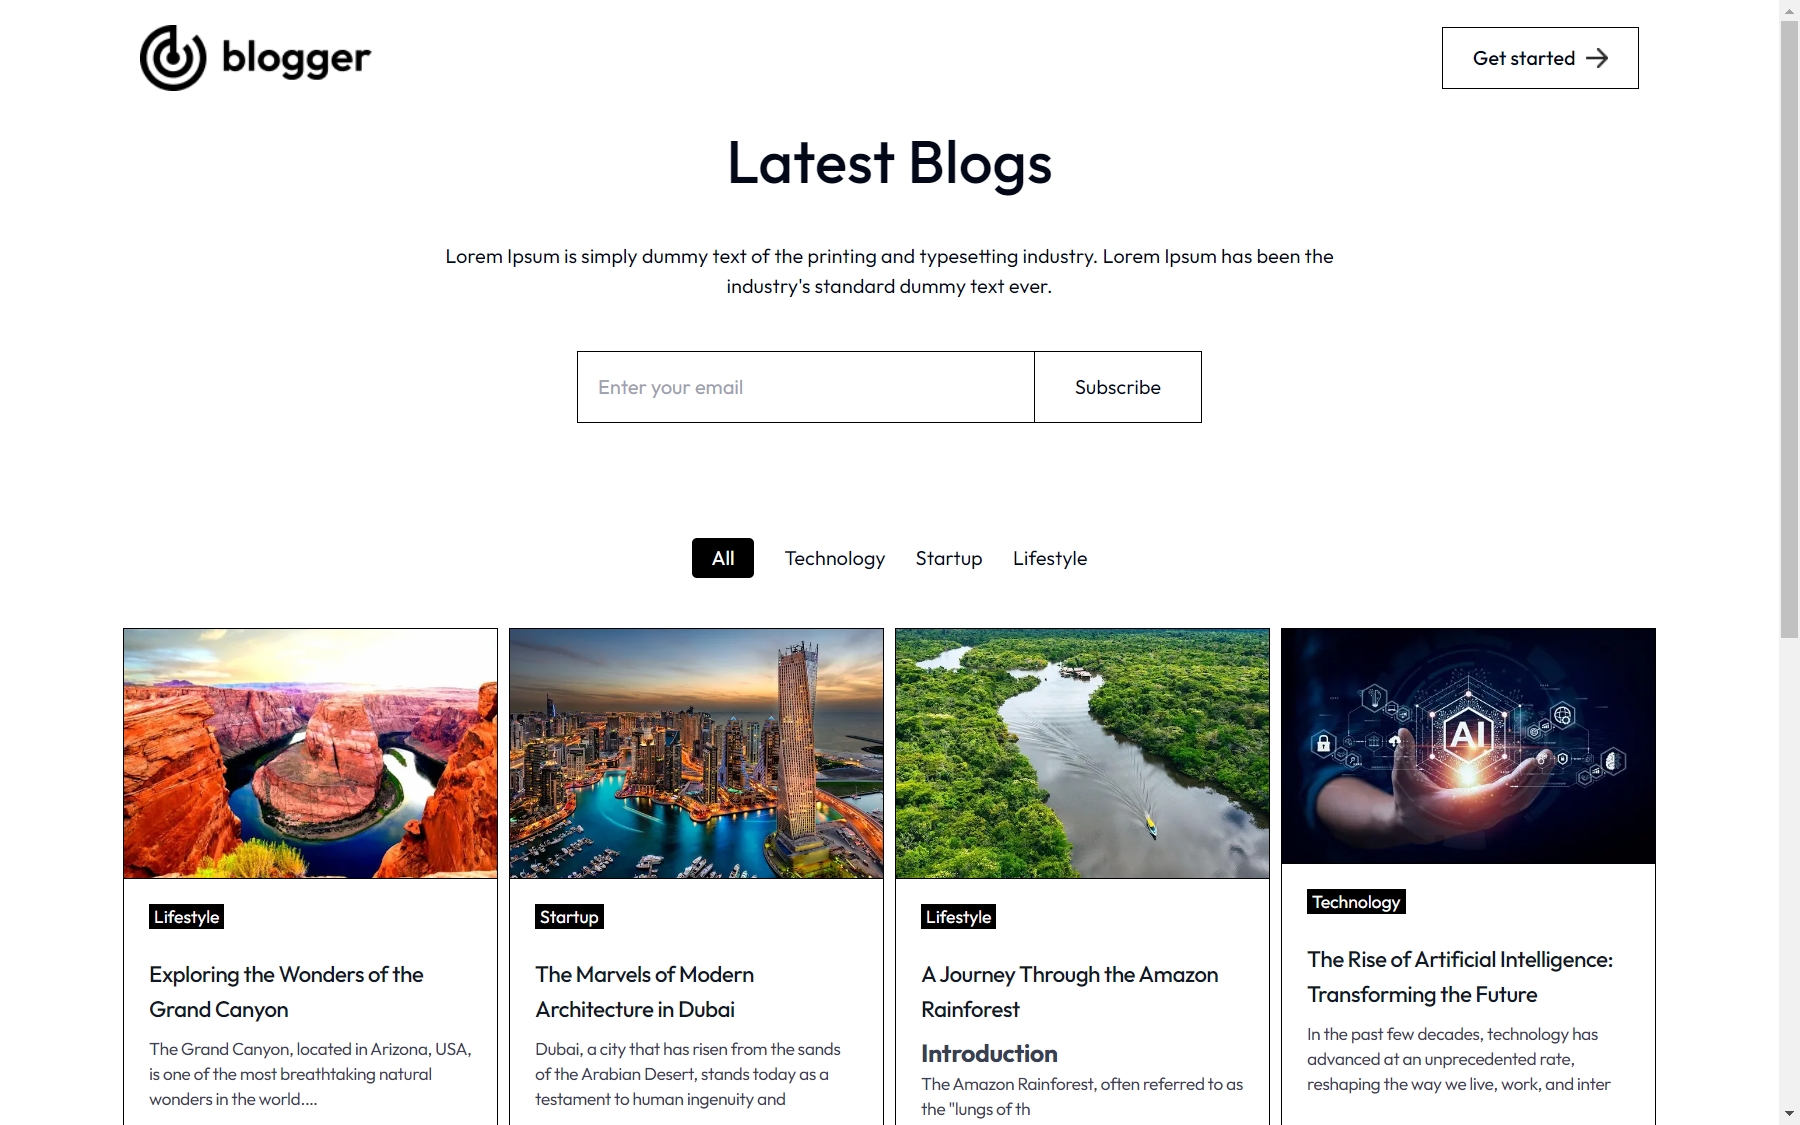 blogger
Get started
Latest Blogs
Lorem Ipsum is simply dummy text of the printing and typesetting industry. Lorem Ipsum has been the
industry's standard dummy text ever.
Enter your email
Subscribe
All
Technology
Startup
Lifestyle
AI
Lifestyle
Exploring the Wonders of the
Grand Canyon
The Grand Canyon, located in Arizona, USA,
is one of the most breathtaking natural
wonders in the world....
Startup
The Marvels of Modern
Architecture in Dubai
Dubai, a city that has risen from the sands
of the Arabian Desert, stands today as a
testament to human ingenuity and
Lifestyle
A Journey Through the Amazon
Rainforest
Introduction
The Amazon Rainforest, often referred to as
the "lungs of th
Technology
The Rise of Artificial Intelligence:
Transforming the Future
In the past few decades, technology has
advanced at an unprecedented rate,
reshaping the way we live, work, and inter